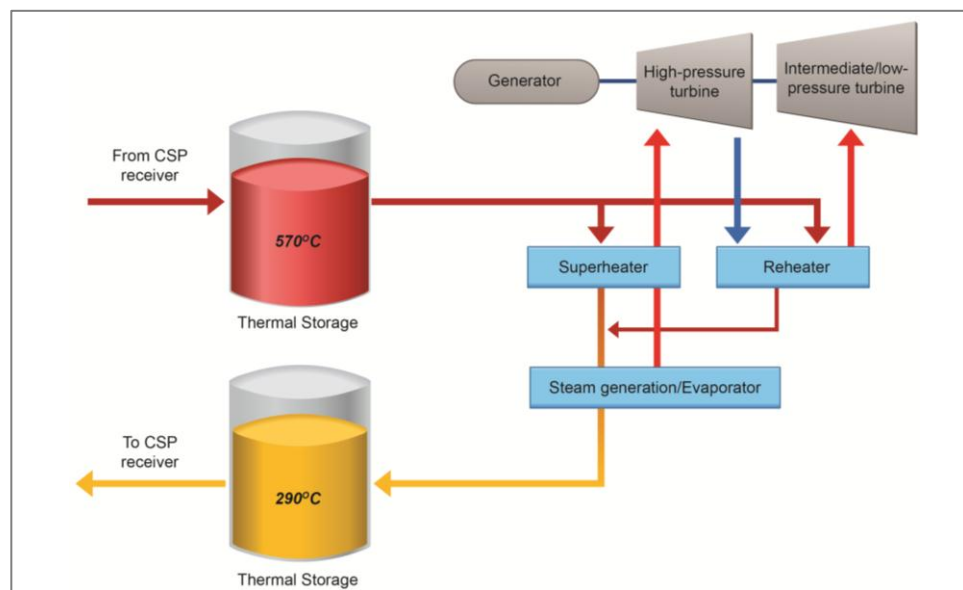 Generator
High-pressure
turbine
Intermediate/low-
pressure turbine
From CSP
receiver
570°C
Superheater
Reheater
Thermal Storage
Steam generation/Evaporator
To CSP
receiver
290°C
Thermal Storage